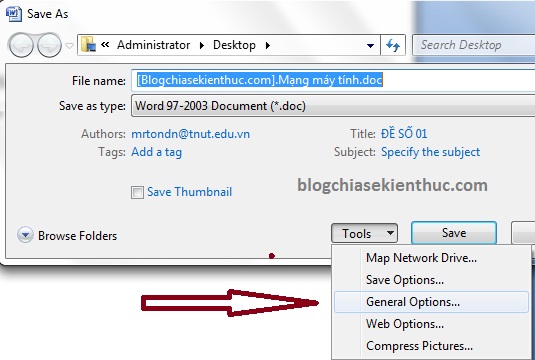 Save As
Administrator Desktop Search Desktop
File name: [Blogchiasekienthuc.com].Mạng máy tính.doc
Save as type: Word 97-2003 Document (*.doc)
Authors: mrtondn@tnut.edu.vn Title: ĐỀ SỐ 01
Tags: Add a tag Subject: Specify the subject
Save Thumbnail
blogchiasekienthuc.com
Browse Folders Tools Save
Map Network Drive...
Save Options...
General Options...
Web Options...
Compress Pictures...